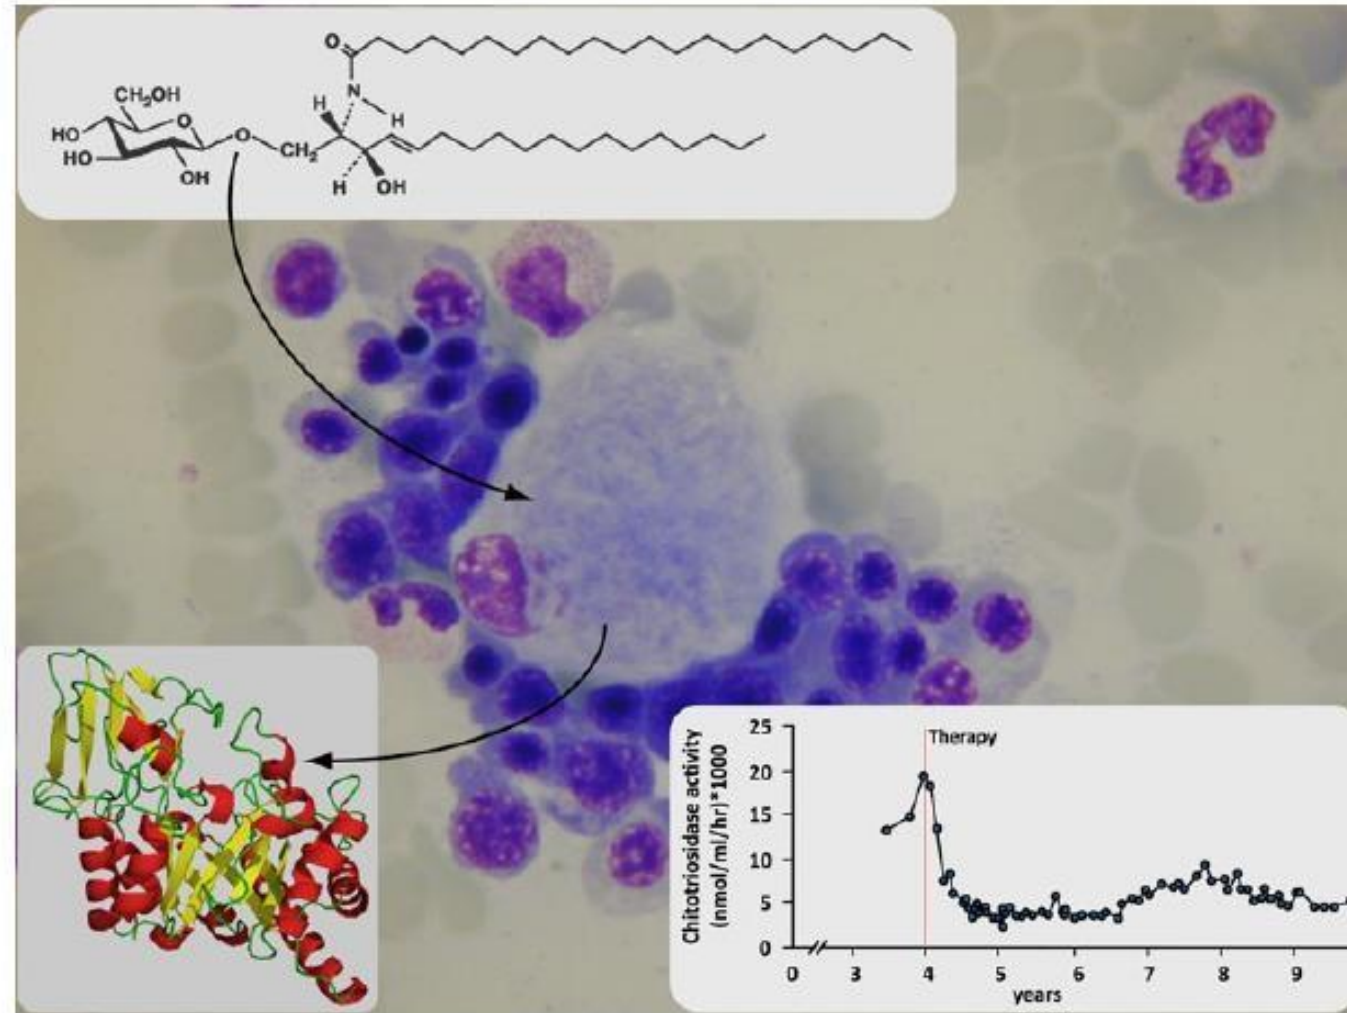 O
N
H
H
CH₂OH
O
O
HO
HO
CH₂
OH
H
OH
Therapy
Chitotriosidase activity
(nmol/ml/hr)*1000
25
20
15
10
5
0
0 3 4 5 6 7 8 9
years